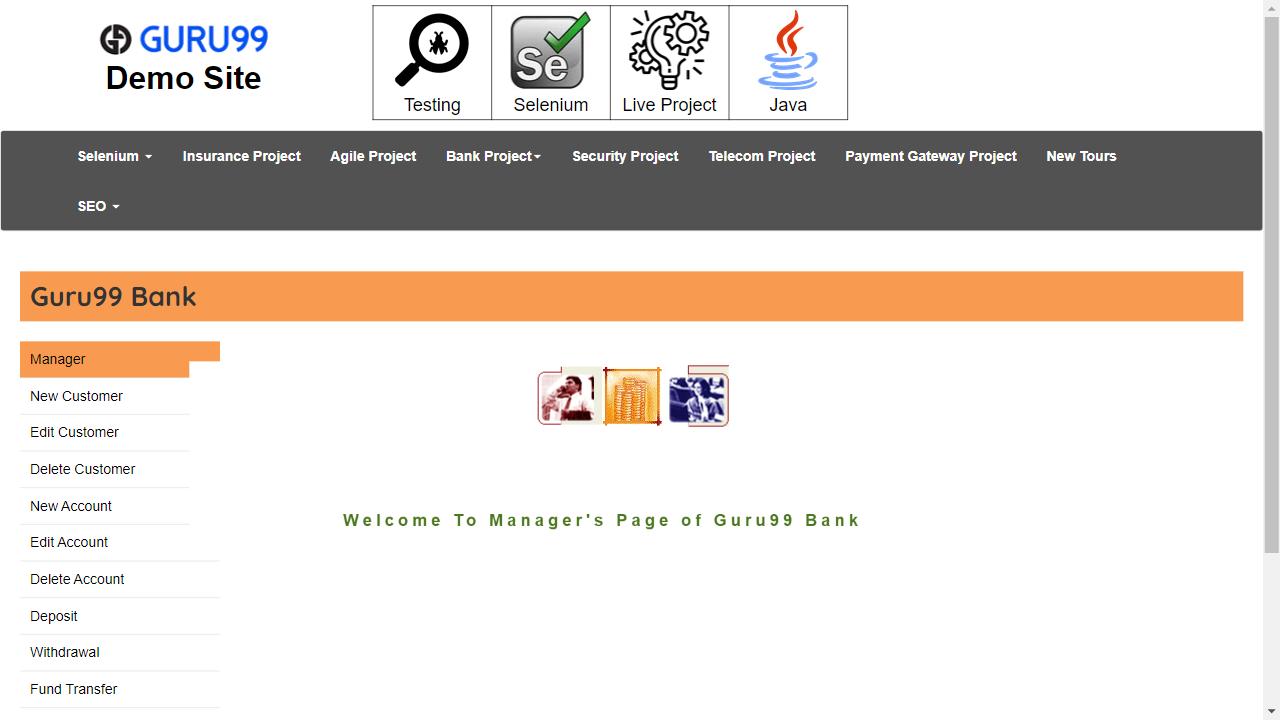 GURU99
Demo Site
Testing
Selenium
Live Project
Java
Selenium
Insurance Project
Agile Project
Bank Project
Security Project
Telecom Project
Payment Gateway Project
New Tours
SEO
Guru99 Bank
Manager
New Customer
Edit Customer
Delete Customer
New Account
Edit Account
Delete Account
Deposit
Withdrawal
Fund Transfer
Welcome To Manager's Page of Guru99 Bank